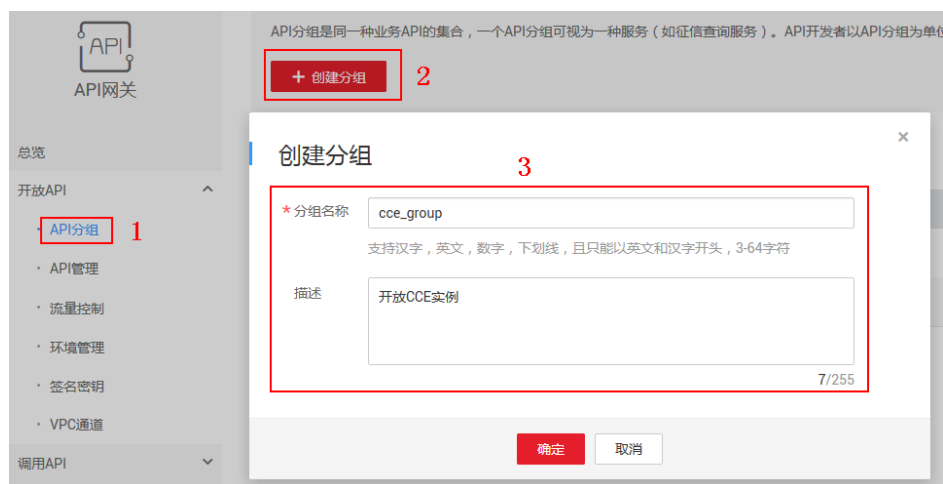 API
API网关
总览
开放API
API分组
1
API管理
流量控制
环境管理
签名密钥
VPC通道
调用API
API分组是同一种业务API的集合，一个API分组可视为一种服务（如征信查询服务）。API开发者以API分组为单位
+ 创建分组
2
创建分组
×
3
*分组名称
cce_group
支持汉字，英文，数字，下划线，且只能以英文和汉字开头，3-64字符
描述
开放CCE实例
7/255
确定
取消